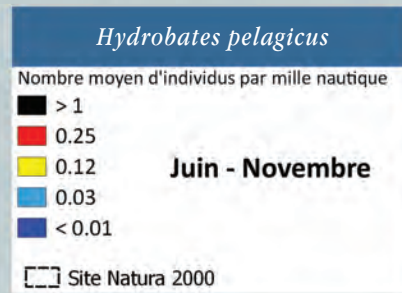 Hydrobates pelagicus
Nombre moyen d'individus par mille nautique
> 1
0.25
0.12
Juin - Novembre
0.03
< 0.01
Site Natura 2000